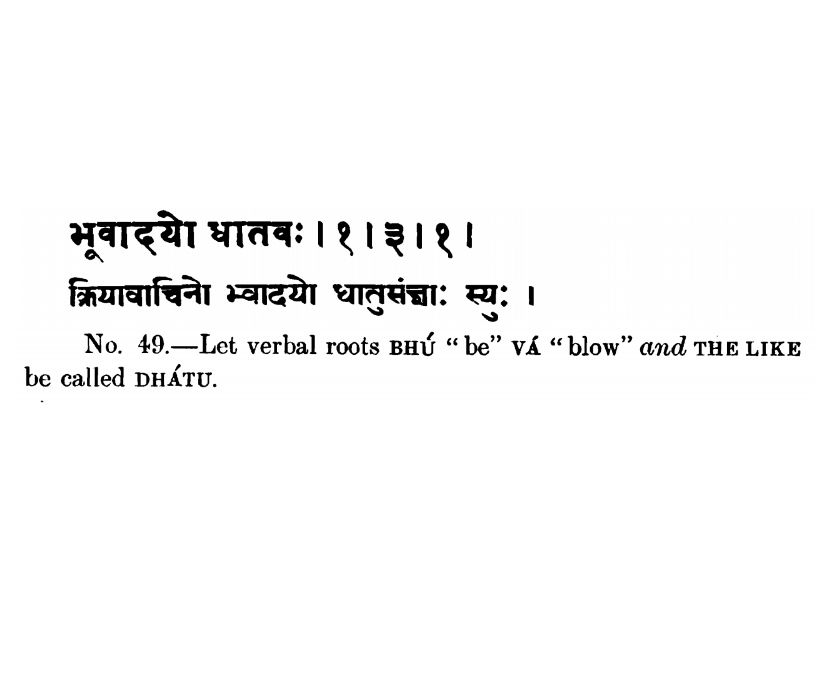 भूवादयो धातवः । १ । ३ । १ ।
क्रियावाचिनो भ्वादयो धातुसंज्ञाः स्युः ।
No. 49.—Let verbal roots BHÚ “be” VÁ “blow” and THE LIKE
be called DHÁTU.